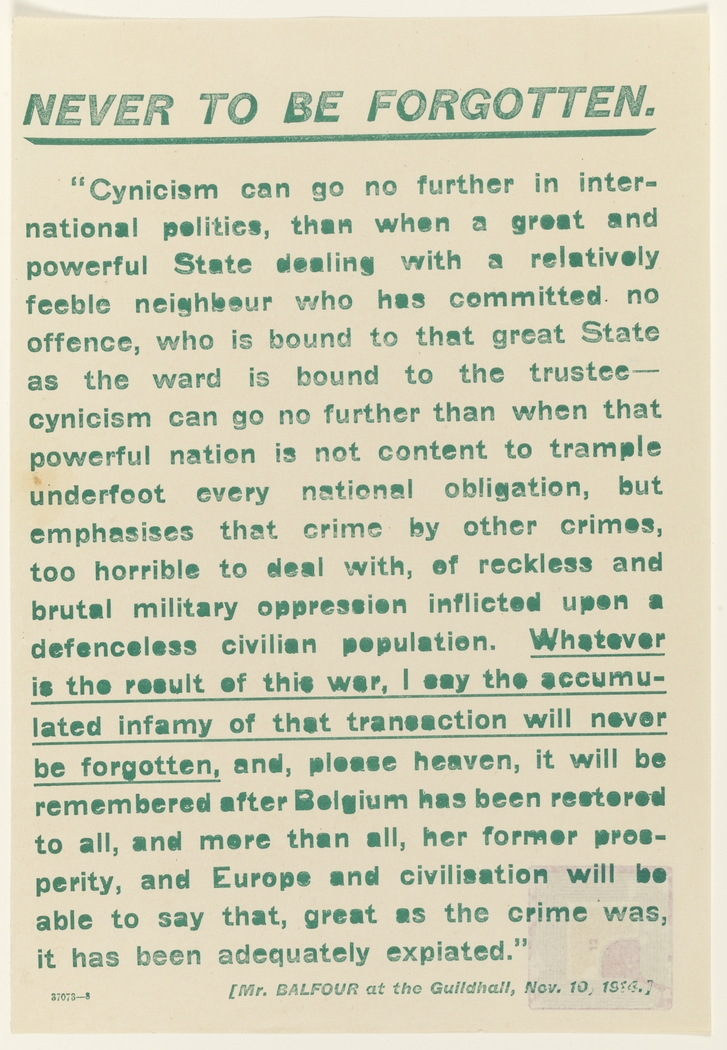 NEVER TO BE FORGOTTEN.
"Cynicism can go no further in inter-
national politics, than when a great and
powerful State dealing with a relatively
feeble neighbour who has committed no
offence, who is bound to that great State
as the ward is bound to the trustee—
cynicism can go no further than when that
powerful nation is not content to trample
underfoot every national obligation, but
emphasises that crime by other crimes,
too horrible to deal with, of reckless and
brutal military oppression inflicted upon a
defenceless civilian population. Whatever
is the result of this war, I say the accumu-
lated infamy of that transaction will never
be forgotten, and, please heaven, it will be
remembered after Belgium has been restored
to all, and more than all, her former pros-
perity, and Europe and civilisation will be
able to say that, great as the crime was,
it has been adequately expiated."
37073—8 [Mr. BALFOUR at the Guildhall, Nov. 10, 1914.]